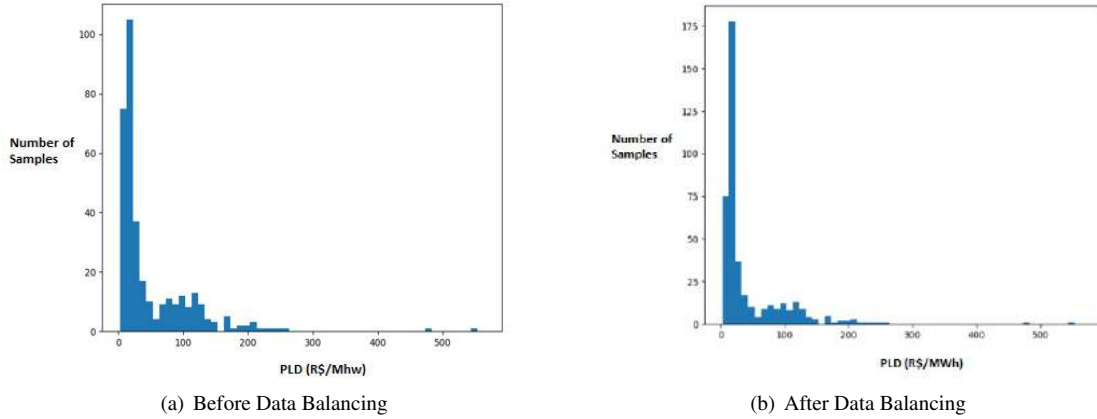 100
80
60
40
20
0
Number of
Samples
0 100 200 300 400 500
PLD (R$/Mhw)
(a) Before Data Balancing
175
150
125
100
75
50
25
0
Number of
Samples
0 100 200 300 400 500
PLD (R$/MWh)
(b) After Data Balancing